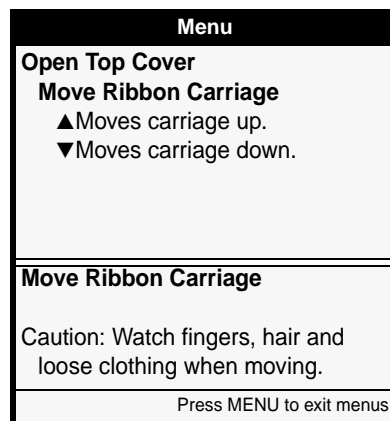 Menu
Open Top Cover
Move Ribbon Carriage
▲Moves carriage up.
▼Moves carriage down.
Move Ribbon Carriage
Caution: Watch fingers, hair and
loose clothing when moving.
Press MENU to exit menus